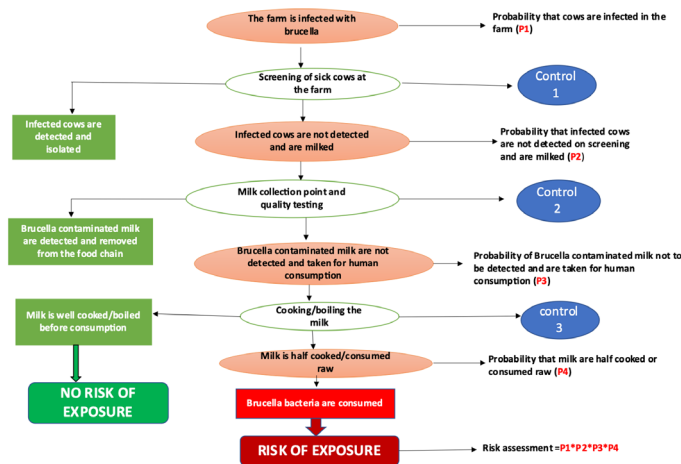 The farm is infected with
brucella
Probability that cows are infected in the
farm (P1)
Screening of sick cows at
the farm
Control
1
Infected cows are
detected and
isolated
Infected cows are not detected
and are milked
Probability that infected cows
are not detected on screening
and are milked (P2)
Milk collection point and
quality testing
Control
2
Brucella contaminated milk
are detected and removed
from the food chain
Brucella contaminated milk are not
detected and taken for human
consumption
Probability of Brucella contaminated milk not to
be detected and are taken for human
consumption (P3)
Milk is well cooked/boiled
before consumption
Cooking/boiling the
milk
control
3
Milk is half cooked/consumed
raw
Probability that milk are half cooked or
consumed raw (P4)
NO RISK OF
EXPOSURE
Brucella bacteria are consumed
RISK OF EXPOSURE
Risk assessment =P1*P2*P3*P4